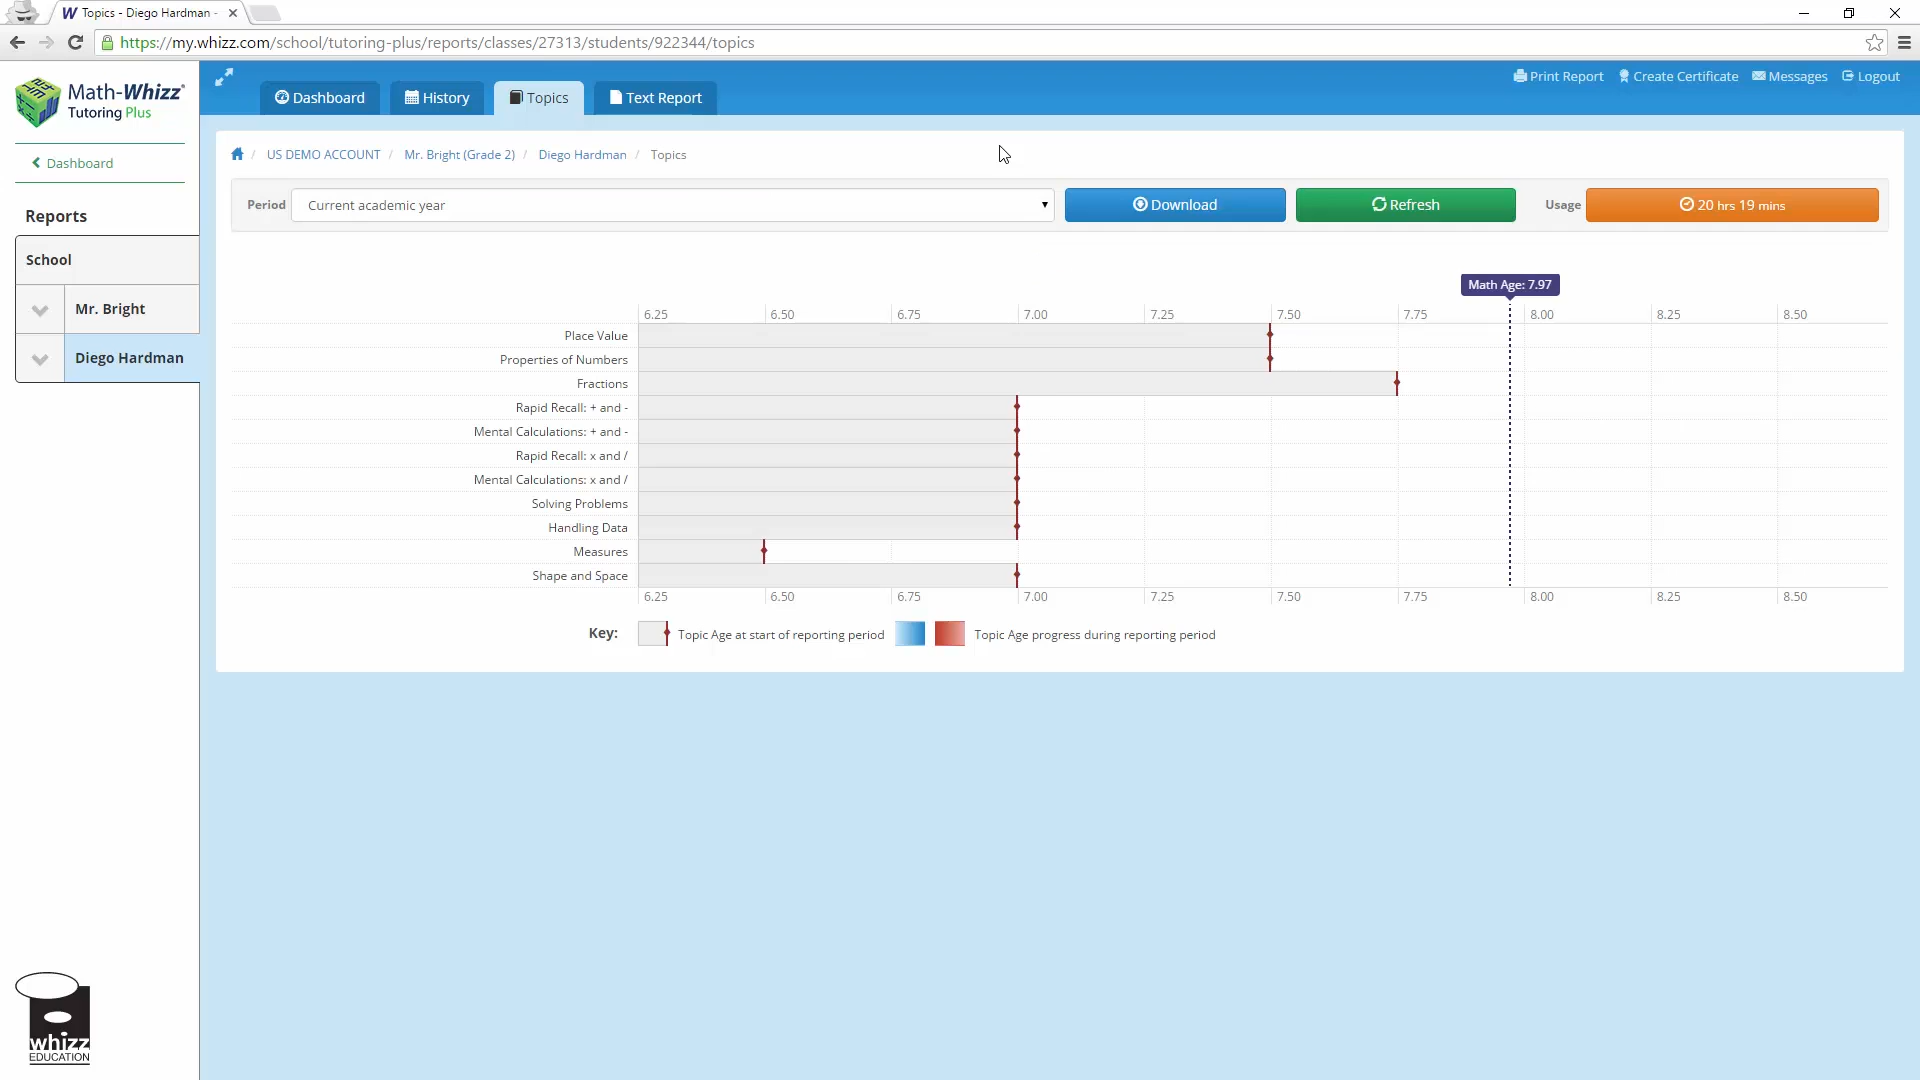 Topics - Diego Hardman -
https://my.whizz.com/school/tutoring-plus/reports/classes/27313/students/922344/topics
Math-Whizz®
Tutoring Plus
Dashboard
Reports
School
Mr. Bright
Diego Hardman
Dashboard
History
Topics
Text Report
Print Report
Create Certificate
Messages
Logout
/ US DEMO ACCOUNT / Mr. Bright (Grade 2) / Diego Hardman / Topics
Period
Current academic year
Download
Refresh
Usage
20 hrs 19 mins
Math Age: 7.97
6.25 6.50 6.75 7.00 7.25 7.50 7.75 8.00 8.25 8.50
Place Value
Properties of Numbers
Fractions
Rapid Recall: + and -
Mental Calculations: + and -
Rapid Recall: x and /
Mental Calculations: x and /
Solving Problems
Handling Data
Measures
Shape and Space
6.25 6.50 6.75 7.00 7.25 7.50 7.75 8.00 8.25 8.50
Key:
Topic Age at start of reporting period
Topic Age progress during reporting period
whizz
EDUCATION